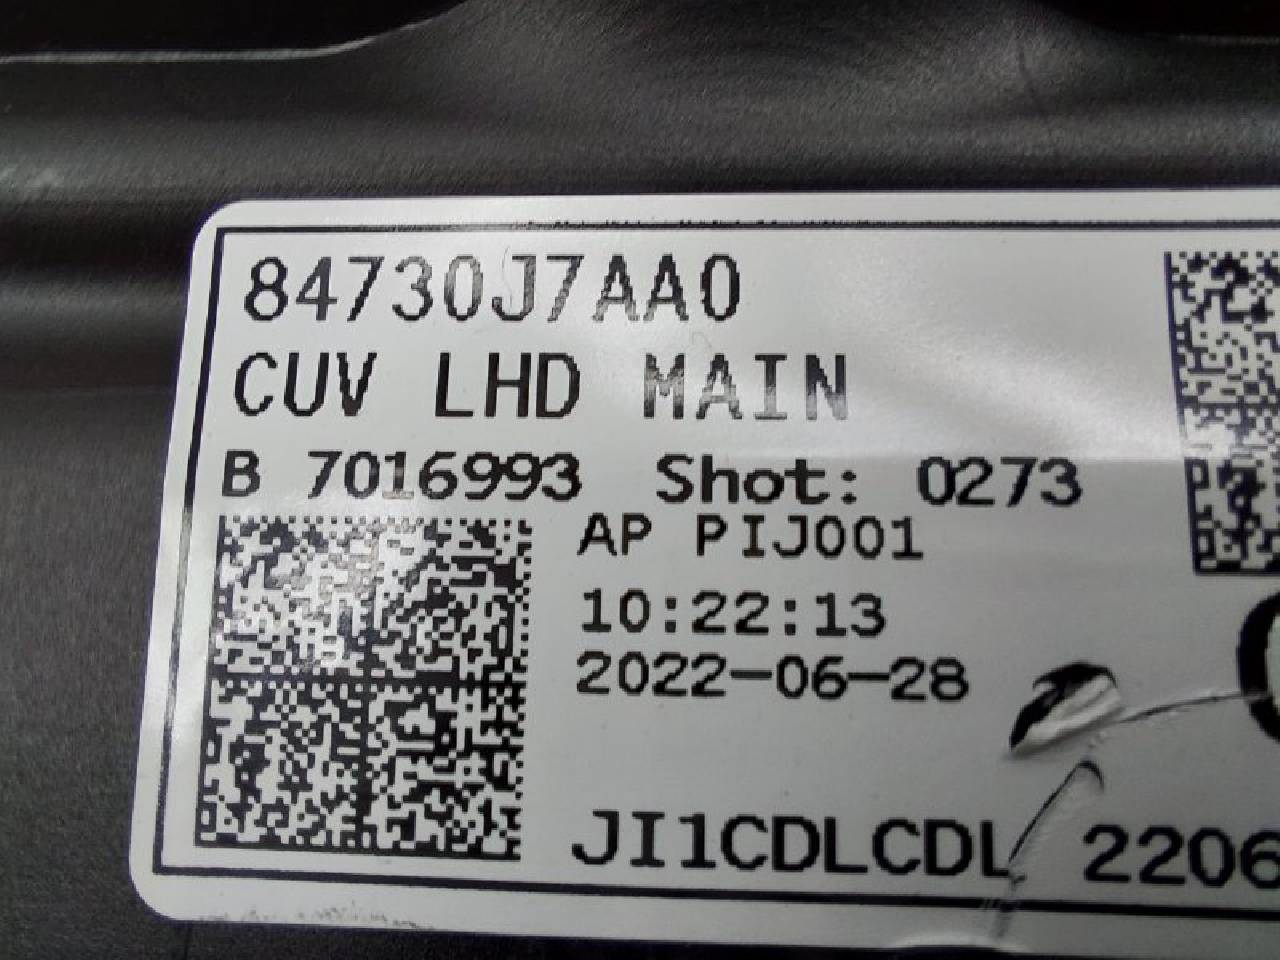 84730J7AA0
CUV LHD MAIN
B 7016993 Shot: 0273
AP PIJ001
10:22:13
2022-06-28
JI1CDLCDL 2206